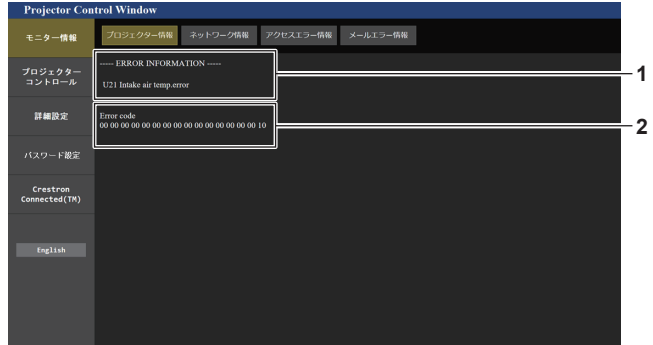 Projector Control Window
モニター情報
プロジェクター情報
ネットワーク情報
アクセスエラー情報
メールエラー情報
プロジェクター
コントロール
詳細設定
パスワード設定
Crestron
Connected(TM)
English
----- ERROR INFORMATION -----
U21 Intake air temp.error
Error code
00 00 00 00 00 00 00 00 00 00 00 00 00 00 00 10
1
2